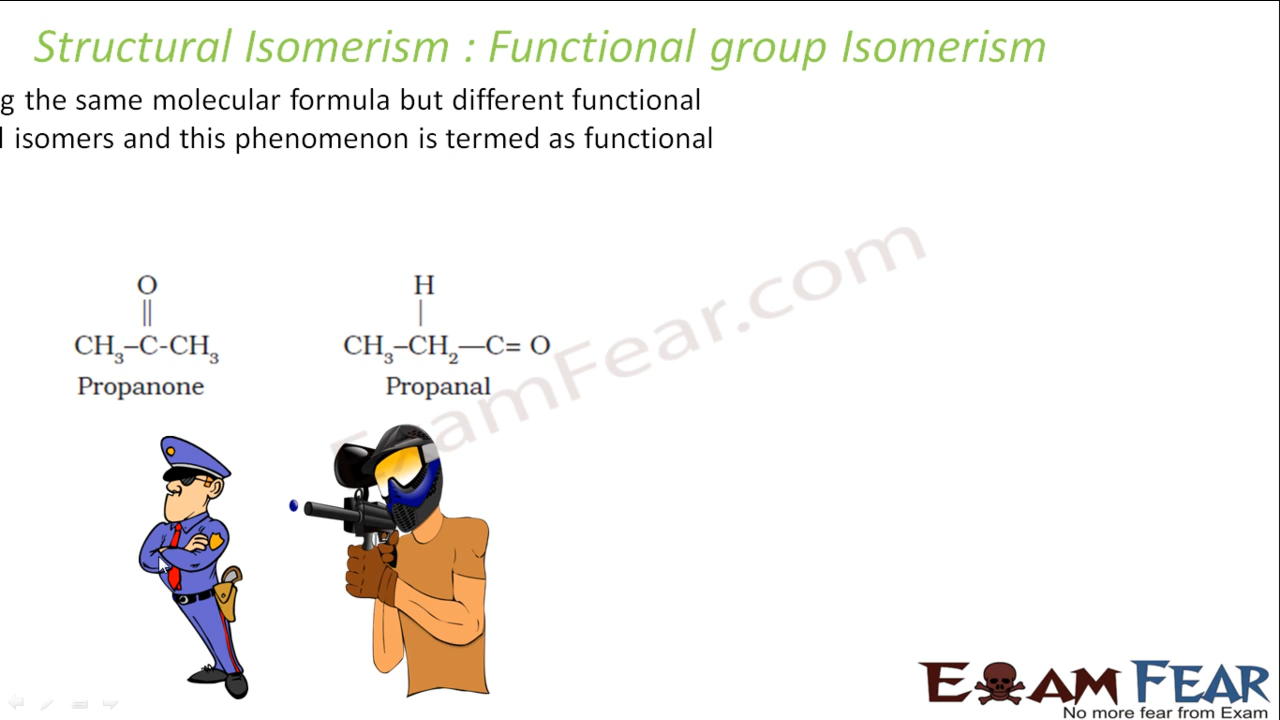 Structural Isomerism : Functional group Isomerism
g the same molecular formula but different functional
l isomers and this phenomenon is termed as functional
O
||
CH₃–C-CH₃
Propanone
H
|
CH₃–CH₂—C= O
Propanal
ExamFear.com
EXAM FEAR
No more fear from Exam